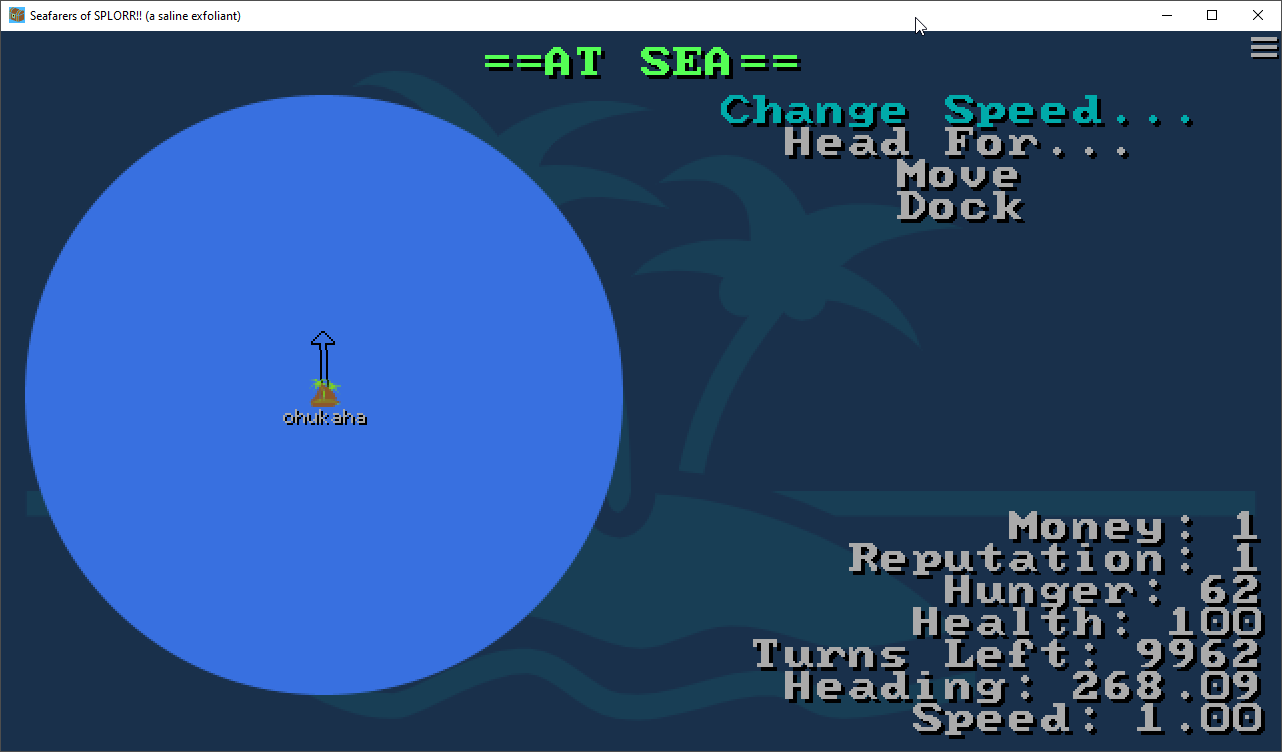 Seafarers of SPLORR!! (a saline exfoliant)
==AT SEA==
Change Speed...
Head For...
Move
Dock
ohukaha
Money: 1
Reputation: 1
Hunger: 62
Health: 100
Turns Left: 9962
Heading: 268.09
Speed: 1.00